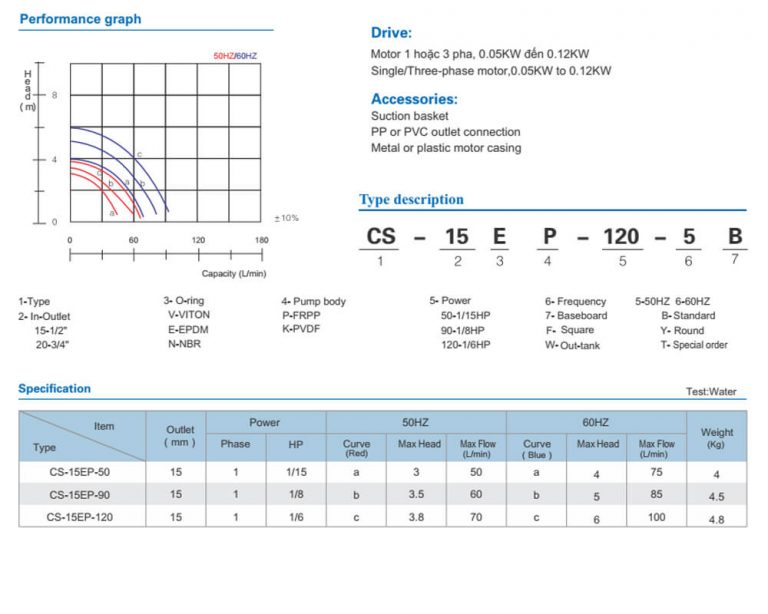 Performance graph
50HZ/60HZ
Head
(m)
8
4
0
c
c
b
a
b
a
±10%
0 60 120 180
Capacity (L/min)
Drive:
Motor 1 hoặc 3 pha, 0.05KW đến 0.12KW
Single/Three-phase motor,0.05KW to 0.12KW
Accessories:
Suction basket
PP or PVC outlet connection
Metal or plastic motor casing
Type description
CS - 15 E P - 120 - 5 B
1 2 3 4 5 6 7
1-Type
2- In-Outlet
15-1/2"
20-3/4"
3- O-ring
V-VITON
E-EPDM
N-NBR
4- Pump body
P-FRPP
K-PVDF
5- Power
50-1/15HP
90-1/8HP
120-1/6HP
6- Frequency 5-50HZ 6-60HZ
7- Baseboard B- Standard
F- Square Y- Round
W- Out-tank T- Special order
Specification
Test:Water
Item
Type
Outlet
( mm )
Power
50HZ
60HZ
Weight
(Kg)
Phase HP Curve (Red) Max Head Max Flow (L/min) Curve ( Blue ) Max Head Max Flow (L/min)
CS-15EP-50 15 1 1/15 a 3 50 a 4 75 4
CS-15EP-90 15 1 1/8 b 3.5 60 b 5 85 4.5
CS-15EP-120 15 1 1/6 c 3.8 70 c 6 100 4.8